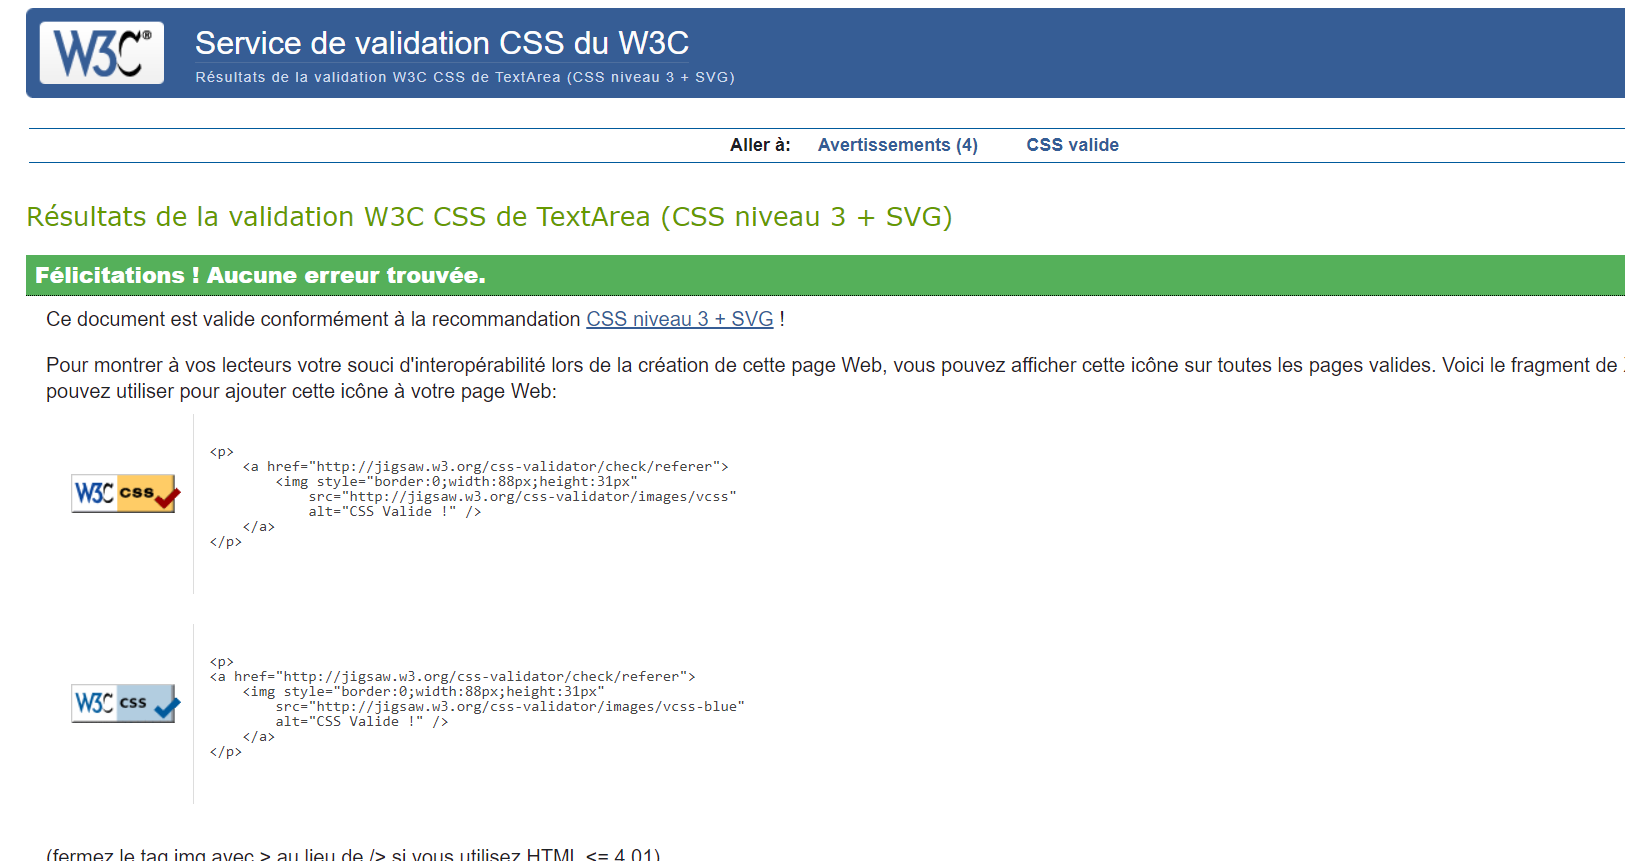 W3C®
Service de validation CSS du W3C
Résultats de la validation W3C CSS de TextArea (CSS niveau 3 + SVG)
Aller à: Avertissements (4) CSS valide
Résultats de la validation W3C CSS de TextArea (CSS niveau 3 + SVG)
Félicitations ! Aucune erreur trouvée.
Ce document est valide conformément à la recommandation CSS niveau 3 + SVG !
Pour montrer à vos lecteurs votre souci d'interopérabilité lors de la création de cette page Web, vous pouvez afficher cette icône sur toutes les pages valides. Voici le fragment de
pouvez utiliser pour ajouter cette icône à votre page Web:
W3C css
<p>
<a href="http://jigsaw.w3.org/css-validator/check/referer">
<img style="border:0;width:88px;height:31px"
src="http://jigsaw.w3.org/css-validator/images/vcss"
alt="CSS Valide !" />
</a>
</p>
W3C css
<p>
<a href="http://jigsaw.w3.org/css-validator/check/referer">
<img style="border:0;width:88px;height:31px"
src="http://jigsaw.w3.org/css-validator/images/vcss-blue"
alt="CSS Valide !" />
</a>
</p>
(fermez le tag img avec > au lieu de /> si vous utilisez HTML <= 4.01)